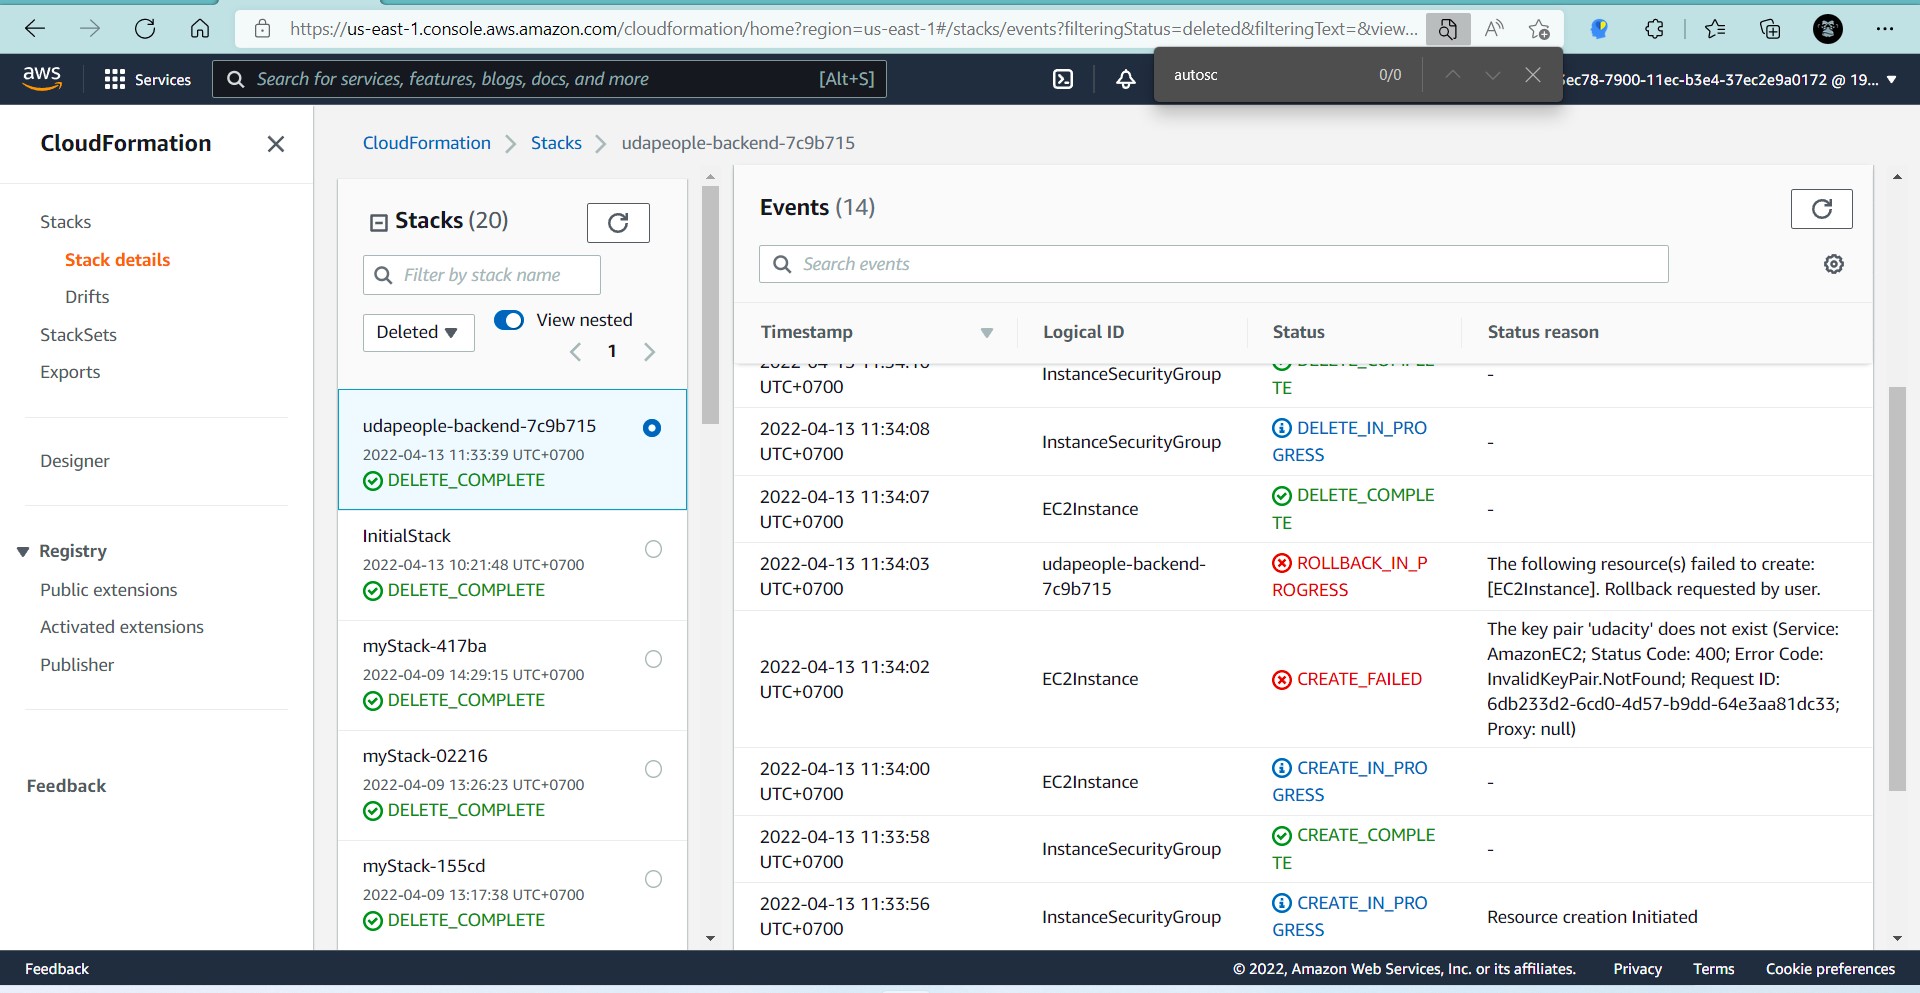 https://us-east-1.console.aws.amazon.com/cloudformation/home?region=us-east-1#/stacks/events?filteringStatus=deleted&filteringText=&view...
aws
Services
Search for services, features, blogs, docs, and more
[Alt+S]
autosc
0/0
ec78-7900-11ec-b3e4-37ec2e9a0172 @ 19...
CloudFormation
Stacks
Stack details
Drifts
StackSets
Exports
Designer
Registry
Public extensions
Activated extensions
Publisher
Feedback
CloudFormation
Stacks
udapeople-backend-7c9b715
Stacks (20)
Filter by stack name
Deleted
View nested
1
udapeople-backend-7c9b715
2022-04-13 11:33:39 UTC+0700
DELETE_COMPLETE
InitialStack
2022-04-13 10:21:48 UTC+0700
DELETE_COMPLETE
myStack-417ba
2022-04-09 14:29:15 UTC+0700
DELETE_COMPLETE
myStack-02216
2022-04-09 13:26:23 UTC+0700
DELETE_COMPLETE
myStack-155cd
2022-04-09 13:17:38 UTC+0700
DELETE_COMPLETE
Events (14)
Search events
Timestamp
Logical ID
Status
Status reason
UTC+0700
InstanceSecurityGroup
DELETE_COMPLE
TE
-
2022-04-13 11:34:08
UTC+0700
InstanceSecurityGroup
DELETE_IN_PRO
GRESS
-
2022-04-13 11:34:07
UTC+0700
EC2Instance
DELETE_COMPLE
TE
-
2022-04-13 11:34:03
UTC+0700
udapeople-backend-
7c9b715
ROLLBACK_IN_P
ROGRESS
The following resource(s) failed to create:
[EC2Instance]. Rollback requested by user.
2022-04-13 11:34:02
UTC+0700
EC2Instance
CREATE_FAILED
The key pair 'udacity' does not exist (Service:
AmazonEC2; Status Code: 400; Error Code:
InvalidKeyPair.NotFound; Request ID:
6db233d2-6cd0-4d57-b9dd-64e3aa81dc33;
Proxy: null)
2022-04-13 11:34:00
UTC+0700
EC2Instance
CREATE_IN_PRO
GRESS
-
2022-04-13 11:33:58
UTC+0700
InstanceSecurityGroup
CREATE_COMPLE
TE
-
2022-04-13 11:33:56
UTC+0700
InstanceSecurityGroup
CREATE_IN_PRO
GRESS
Resource creation Initiated
Feedback
© 2022, Amazon Web Services, Inc. or its affiliates.
Privacy
Terms
Cookie preferences